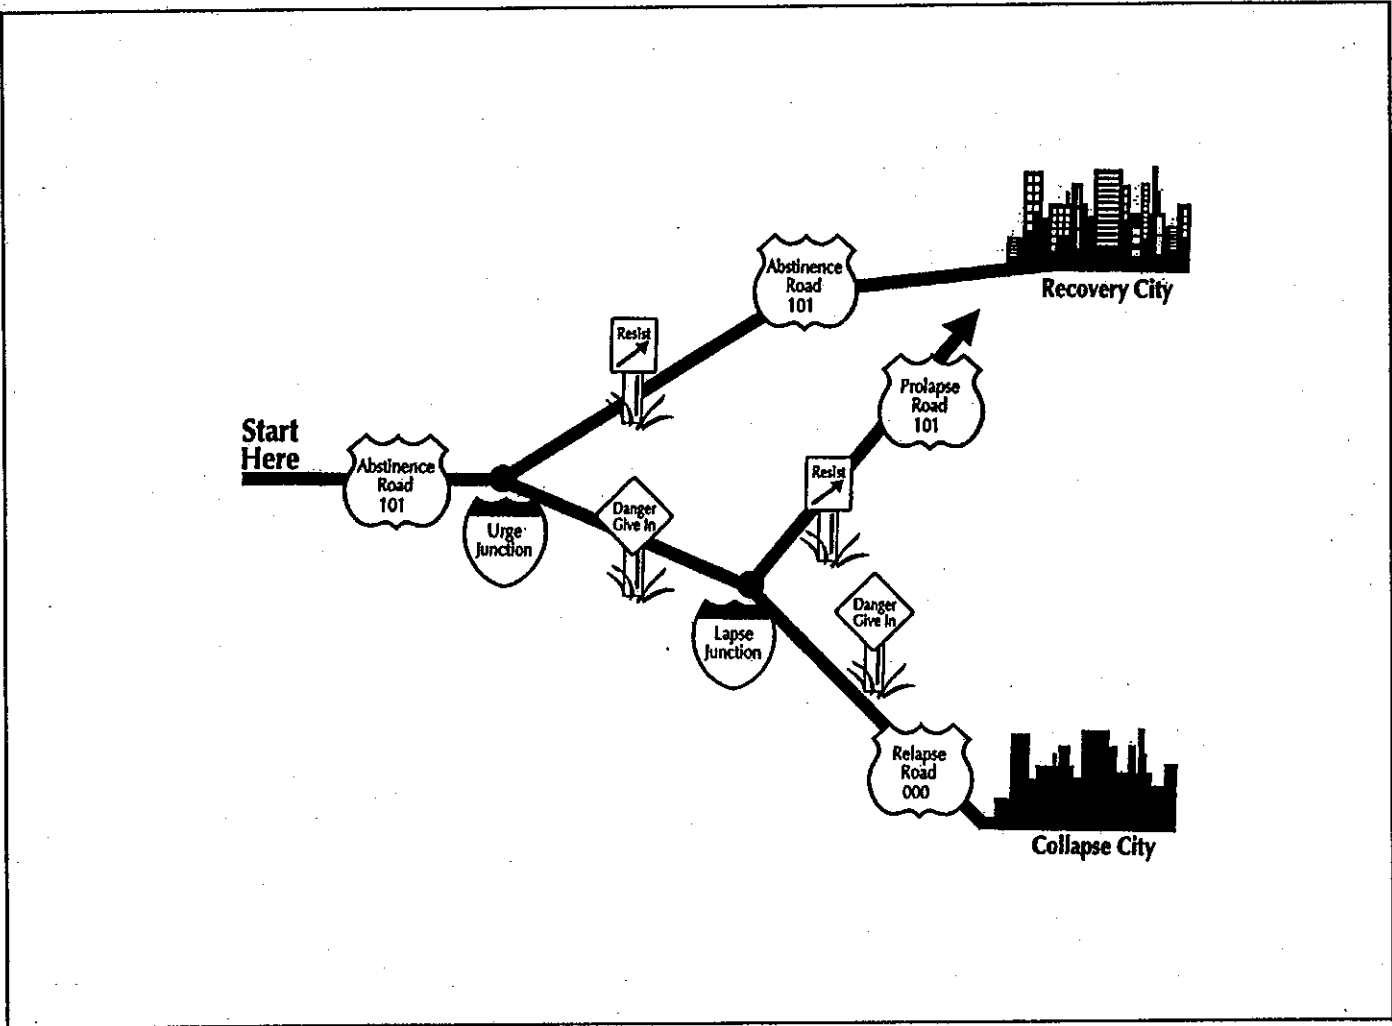 Abstinence
Road
101
Recovery City
Resist
Prolapse
Road
101
Start
Here
Abstinence
Road
101
Urge
Junction
Danger
Give In
Resist
Lapse
Junction
Danger
Give In
Relapse
Road
000
Collapse City